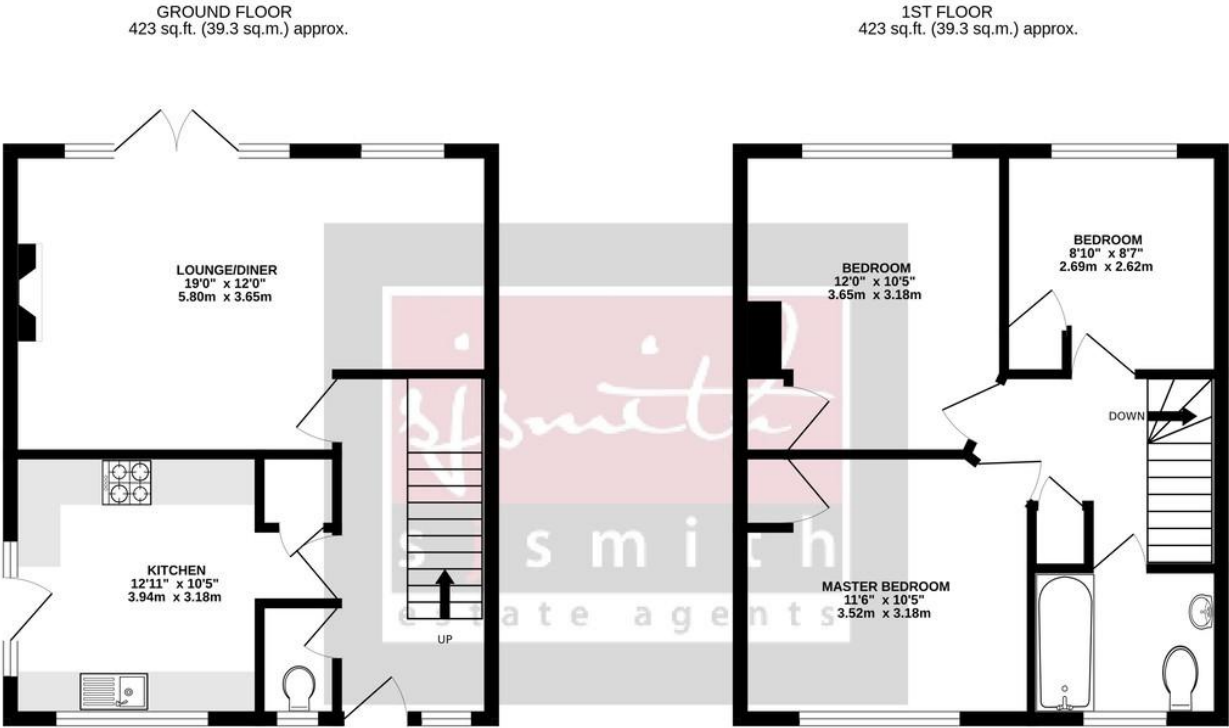 GROUND FLOOR
423 sq.ft. (39.3 sq.m.) approx.
1ST FLOOR
423 sq.ft. (39.3 sq.m.) approx.
LOUNGE/DINER
19'0" x 12'0"
5.80m x 3.65m
KITCHEN
12'11" x 10'5"
3.94m x 3.18m
UP
BEDROOM
12'0" x 10'5"
3.65m x 3.18m
BEDROOM
8'10" x 8'7"
2.69m x 2.62m
DOWN
MASTER BEDROOM
11'6" x 10'5"
3.52m x 3.18m
sjsmith
sjsmith
estate agents